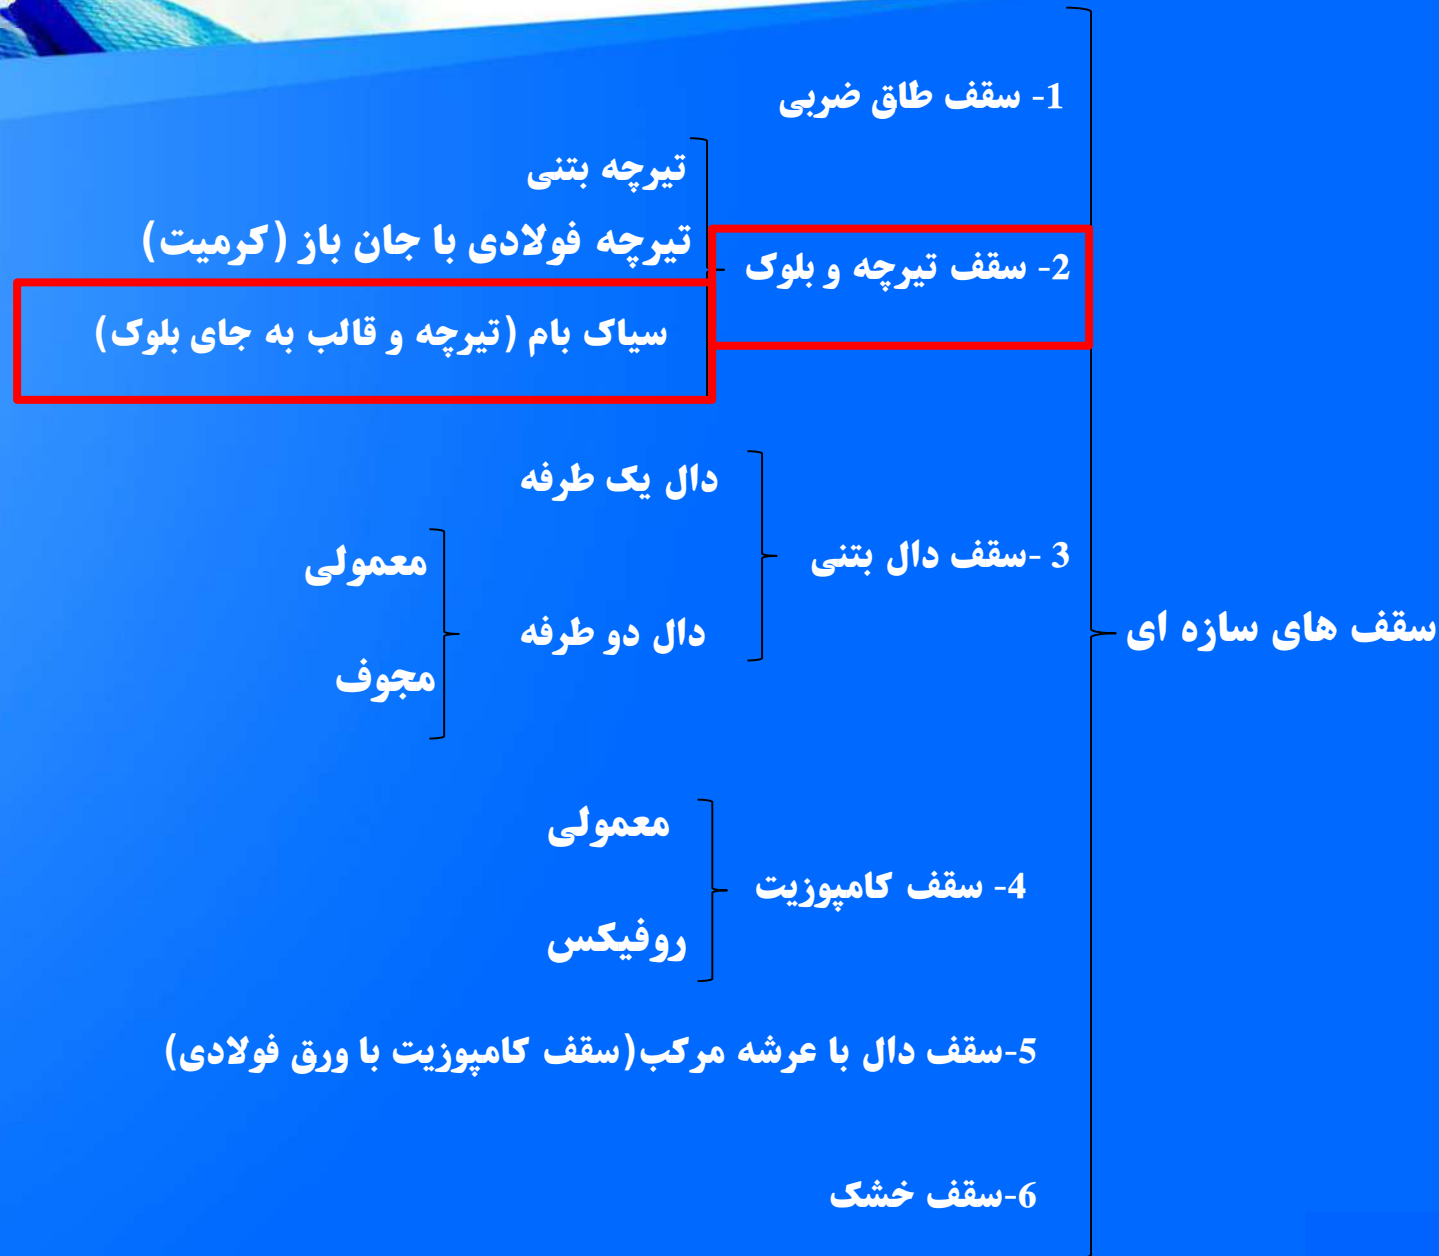 سقف های سازه ای
1- سقف طاق ضربی
2- سقف تیرچه و بلوک
تیرچه بتنی
تیرچه فولادی با جان باز (کرمیت)
سیاک بام (تیرچه و قالب به جای بلوک)
3 -سقف دال بتنی
دال یک طرفه
دال دو طرفه
معمولی
مجوف
4- سقف کامپوزیت
معمولی
روفیکس
5-سقف دال با عرشه مرکب(سقف کامپوزیت با ورق فولادی)
6-سقف خشک